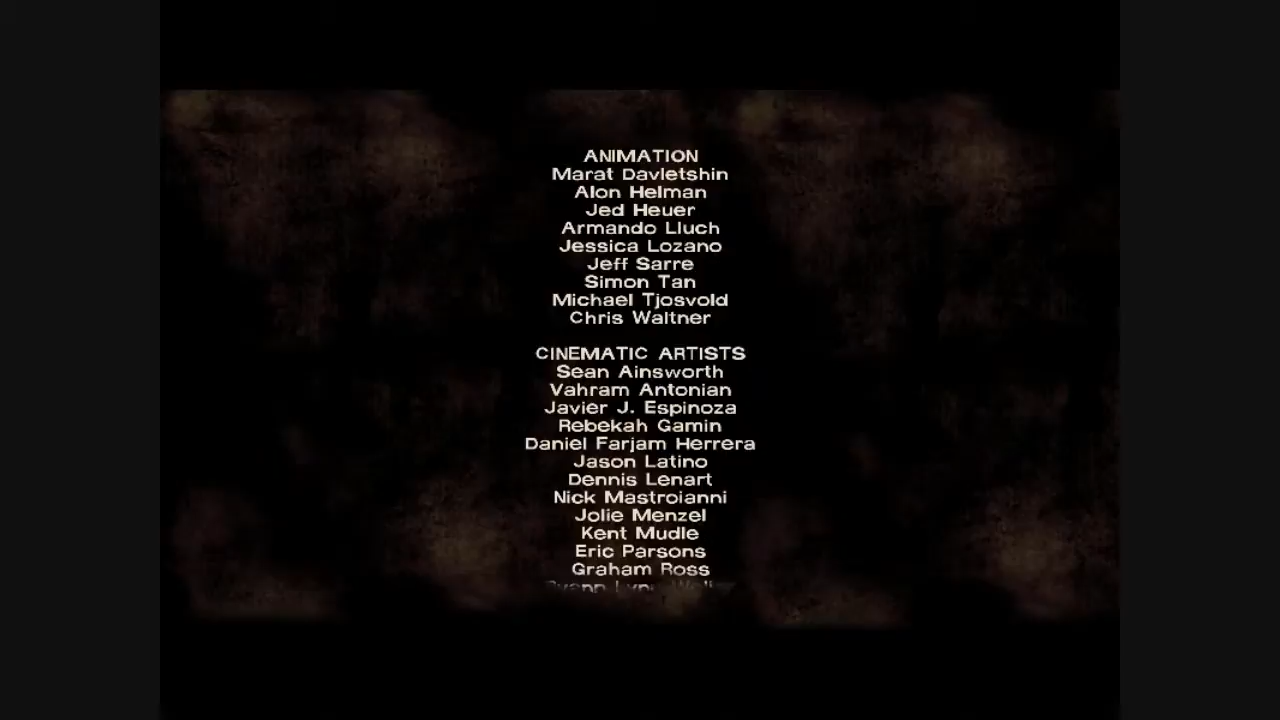 ANIMATION
Marat Davletshin
Alon Helman
Jed Heuer
Armando Lluch
Jessica Lozano
Jeff Sarre
Simon Tan
Michael Tjosvold
Chris Waltner
CINEMATIC ARTISTS
Sean Ainsworth
Vahram Antonian
Javier J. Espinoza
Rebekah Gamin
Daniel Farjam Herrera
Jason Latino
Dennis Lenart
Nick Mastroianni
Jolie Menzel
Kent Mudle
Eric Parsons
Graham Ross